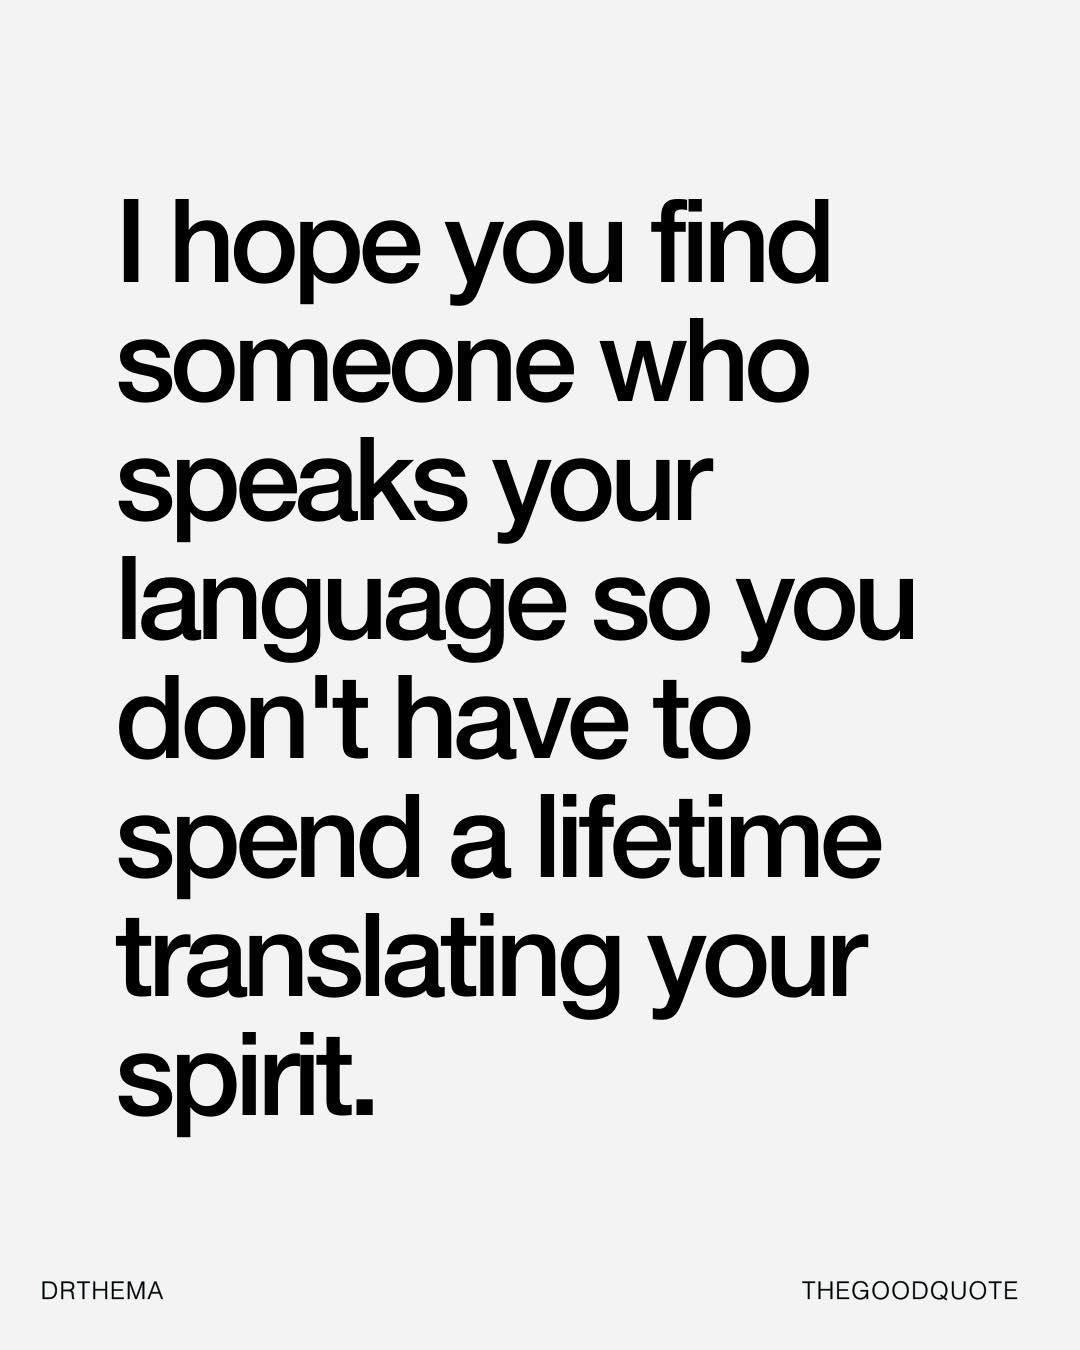 I hope you find
someone who
speaks your
language so you
don't have to
spend a lifetime
translating your
spirit.
DRTHEMA
THEGOODQUOTE